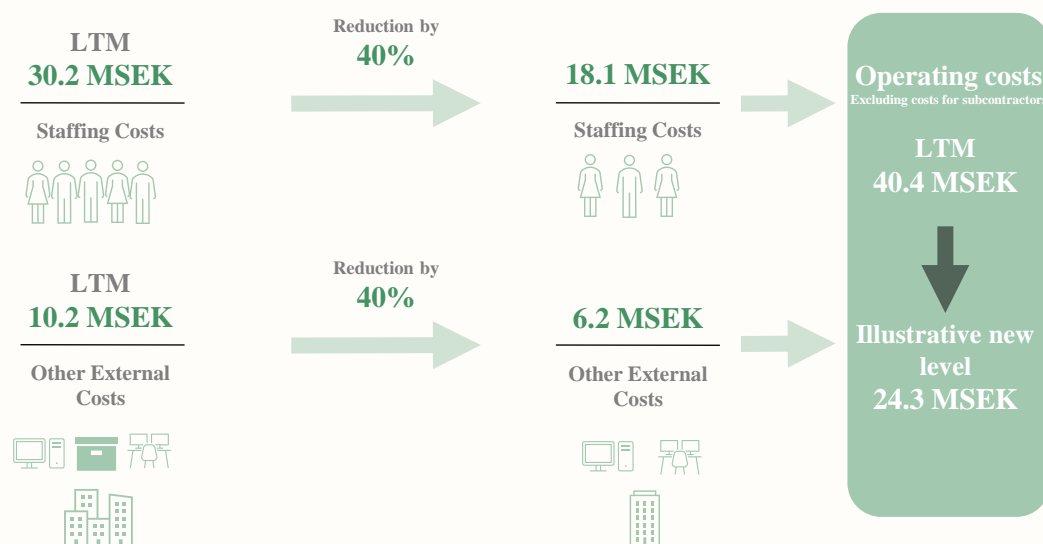 LTM
30.2 MSEK
Staffing Costs
Reduction by
40%
18.1 MSEK
Staffing Costs
LTM
10.2 MSEK
Other External
Costs
Reduction by
40%
6.2 MSEK
Other External
Costs
Operating costs
Excluding costs for subcontractors
LTM
40.4 MSEK
Illustrative new
level
24.3 MSEK